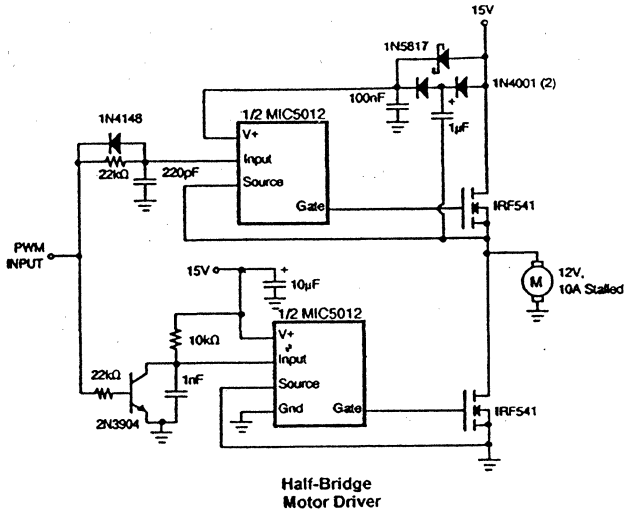 15V
1N5817
1N4001 (2)
100nF
+
1µF
1/2 MIC5012
1N4148
V+
Input
22kΩ
220pF
Source
Gate
IRF541
PWM
INPUT
15V
+
10µF
M
12V,
10A Stalled
1/2 MIC5012
10kΩ
V+
Input
22kΩ
1nF
Source
Gnd
Gate
IRF541
2N3904
Half-Bridge
Motor Driver